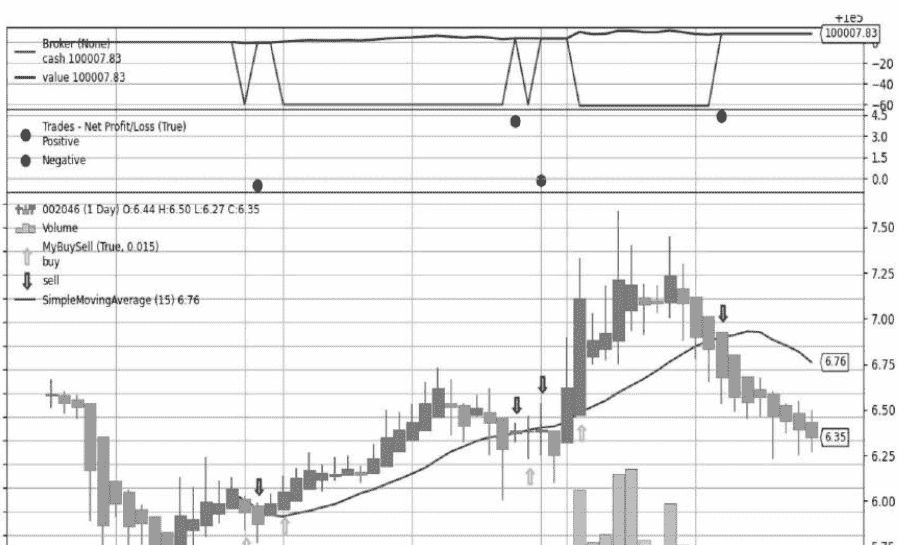 Broker (None)
cash 100007.83
value 100007.83
100007.83
0
−20
−40
−60
Trades - Net Profit/Loss (True)
Positive
Negative
4.5
3.0
1.5
0.0
002046 (1 Day) O:6.44 H:6.50 L:6.27 C:6.35
Volume
MyBuySell (True, 0.015)
buy
sell
SimpleMovingAverage (15) 6.76
7.50
7.25
7.00
6.75
6.76
6.50
6.35
6.25
6.00